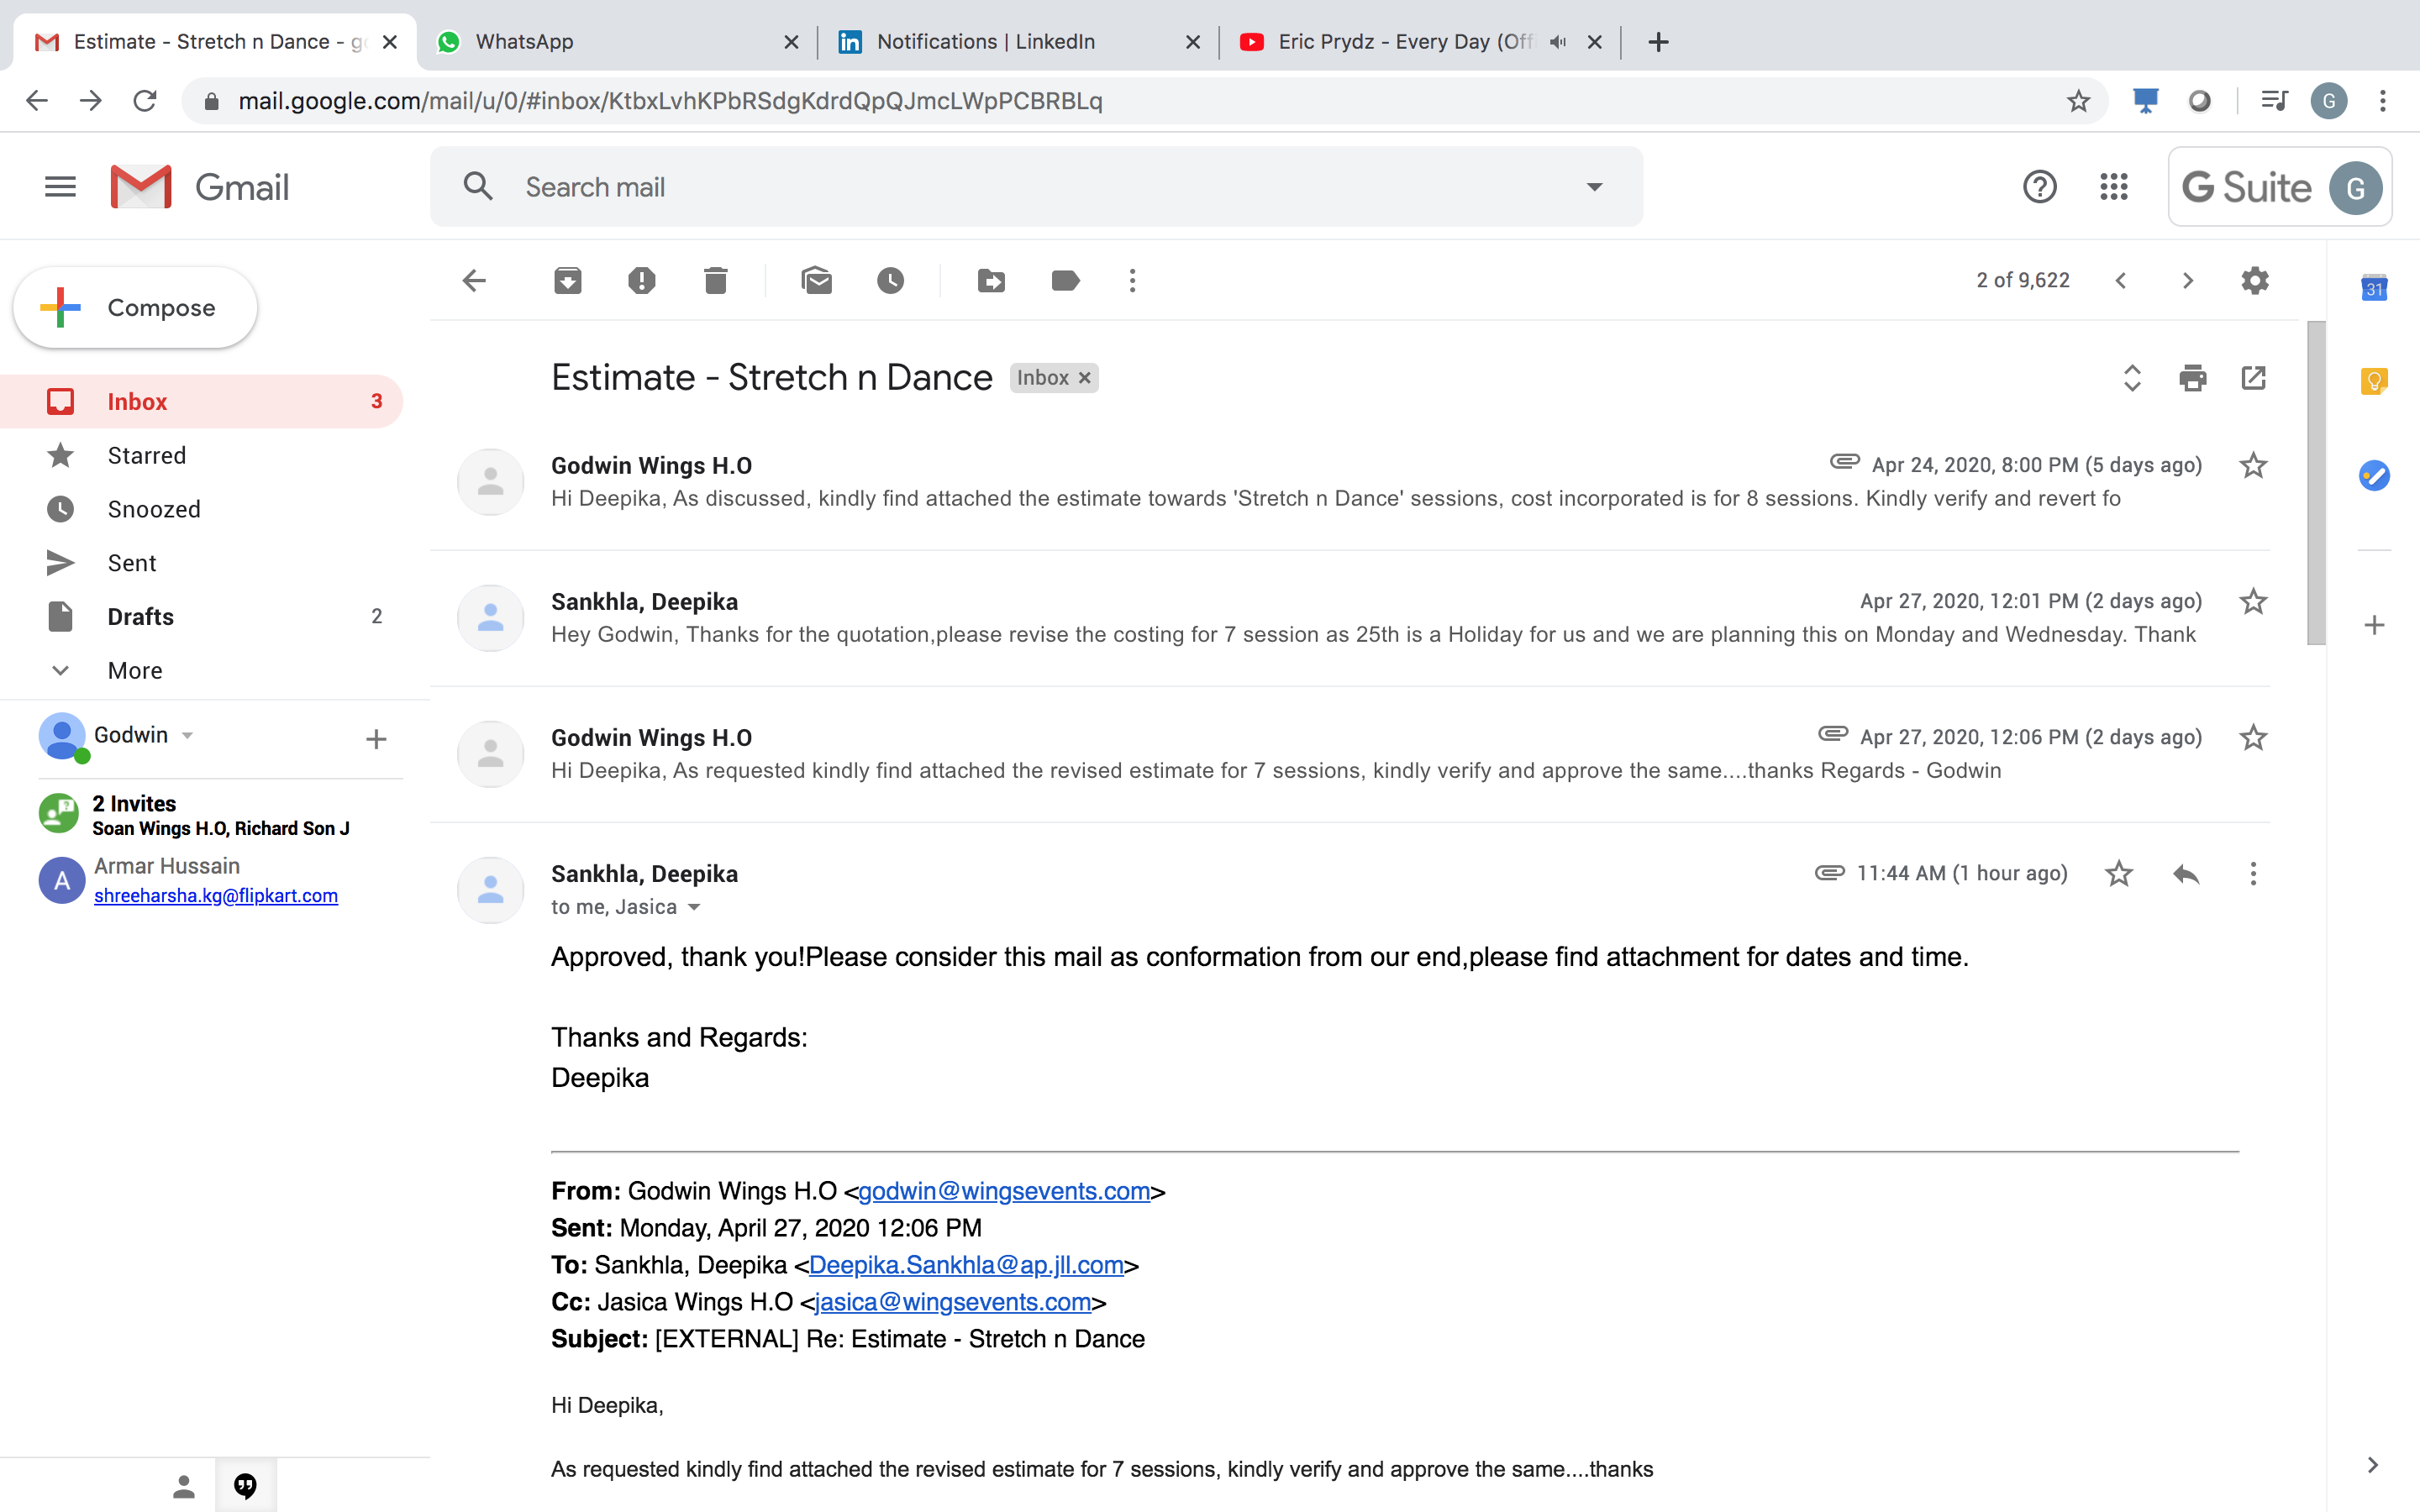 Estimate - Stretch n Dance - g
WhatsApp
Notifications | LinkedIn
Eric Prydz - Every Day (Off
mail.google.com/mail/u/0/#inbox/KtbxLvhKPbRSdgKdrdQpQJmcLWpPCBRBLq
G
Gmail
Search mail
G Suite
G
Compose
2 of 9,622
31
Inbox 3
Starred
Snoozed
Sent
Drafts 2
More
Godwin
2 Invites
Soan Wings H.O, Richard Son J
A
Armar Hussain
shreeharsha.kg@flipkart.com
Estimate - Stretch n Dance Inbox
Godwin Wings H.O Apr 24, 2020, 8:00 PM (5 days ago)
Hi Deepika, As discussed, kindly find attached the estimate towards 'Stretch n Dance' sessions, cost incorporated is for 8 sessions. Kindly verify and revert fo
Sankhla, Deepika Apr 27, 2020, 12:01 PM (2 days ago)
Hey Godwin, Thanks for the quotation,please revise the costing for 7 session as 25th is a Holiday for us and we are planning this on Monday and Wednesday. Thank
Godwin Wings H.O Apr 27, 2020, 12:06 PM (2 days ago)
Hi Deepika, As requested kindly find attached the revised estimate for 7 sessions, kindly verify and approve the same....thanks Regards - Godwin
Sankhla, Deepika 11:44 AM (1 hour ago)
to me, Jasica
Approved, thank you!Please consider this mail as conformation from our end,please find attachment for dates and time.
Thanks and Regards:
Deepika
From: Godwin Wings H.O <godwin@wingsevents.com>
Sent: Monday, April 27, 2020 12:06 PM
To: Sankhla, Deepika <Deepika.Sankhla@ap.jll.com>
Cc: Jasica Wings H.O <jasica@wingsevents.com>
Subject: [EXTERNAL] Re: Estimate - Stretch n Dance
Hi Deepika,
As requested kindly find attached the revised estimate for 7 sessions, kindly verify and approve the same....thanks